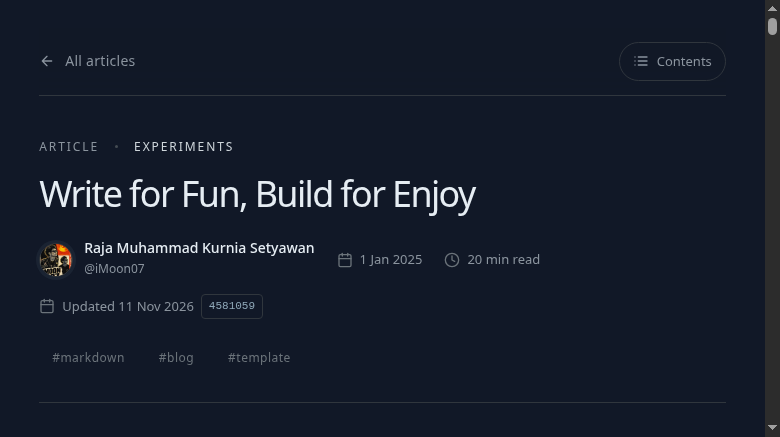 All articles
Contents
ARTICLE • EXPERIMENTS
Write for Fun, Build for Enjoy
Raja Muhammad Kurnia Setyawan
@iMoon07
1 Jan 2025
20 min read
Updated 11 Nov 2026 4581059
#markdown #blog #template